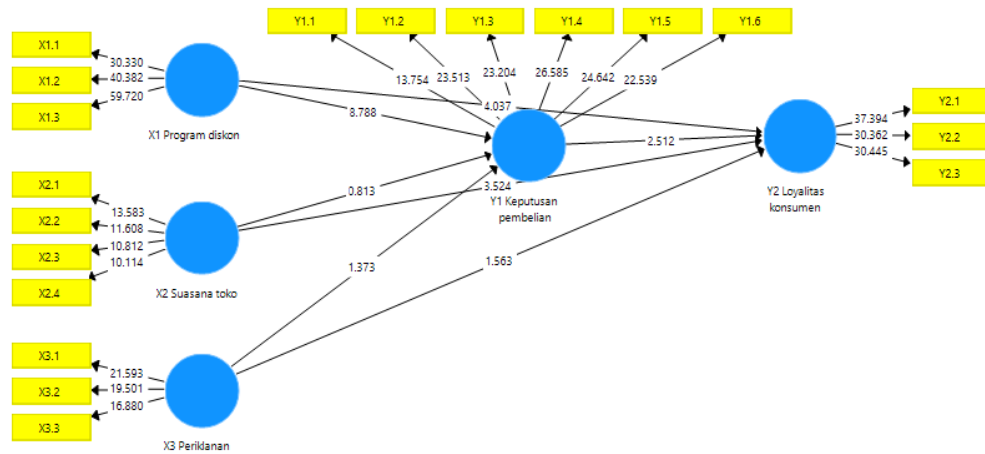 Y1.1
Y1.2
Y1.3
Y1.4
Y1.5
Y1.6
X1.1
X1.2
X1.3
30.330
40.382
59.720
X1 Program diskon
13.754
23.513
23.204
26.585
24.642
22.539
4.037
8.788
2.512
Y1 Keputusan
pembelian
Y2.1
Y2.2
Y2.3
37.394
30.362
30.445
Y2 Loyalitas
konsumen
X2.1
X2.2
X2.3
X2.4
13.583
11.608
10.812
10.114
X2 Suasana toko
0.813
3.524
1.373
1.563
X3.1
X3.2
X3.3
21.593
19.501
16.880
X3 Periklanan